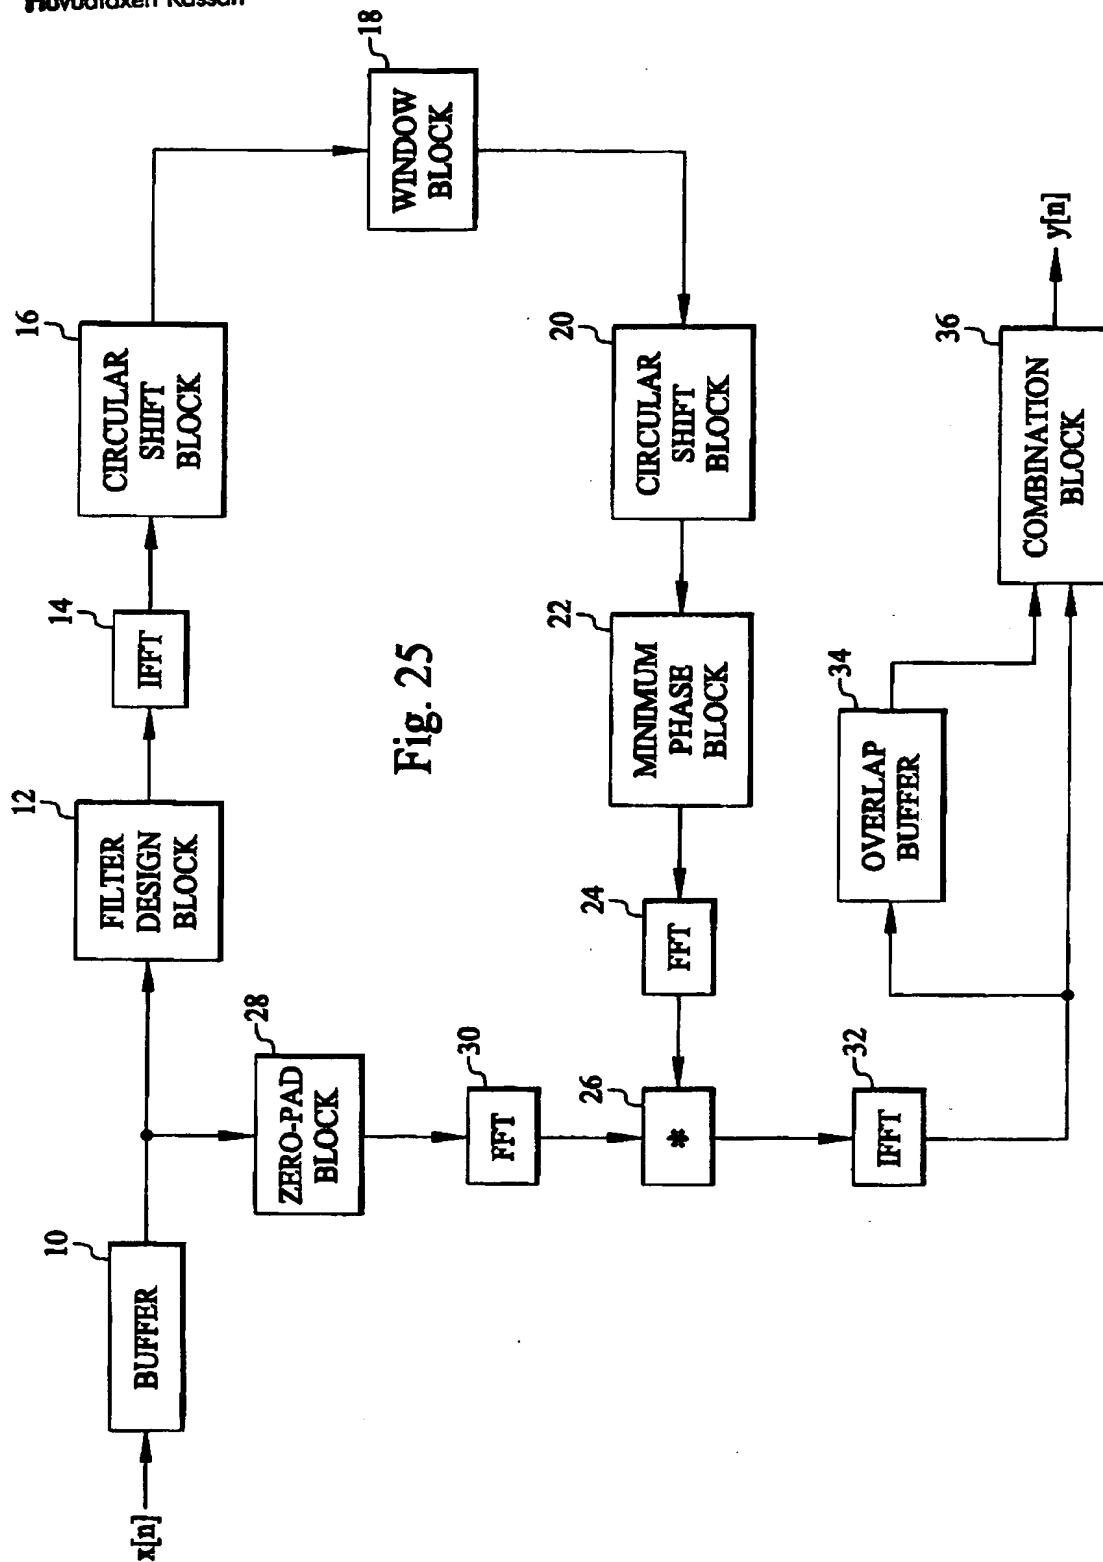 Huvudfaxen Kassan
x[n]
10
BUFFER
12
FILTER
DESIGN
BLOCK
14
IFFT
16
CIRCULAR
SHIFT
BLOCK
18
WINDOW
BLOCK
28
ZERO-PAD
BLOCK
30
FFT
26
*
24
FFT
22
MINIMUM
PHASE
BLOCK
20
CIRCULAR
SHIFT
BLOCK
32
IFFT
34
OVERLAP
BUFFER
36
COMBINATION
BLOCK
y[n]
Fig. 25